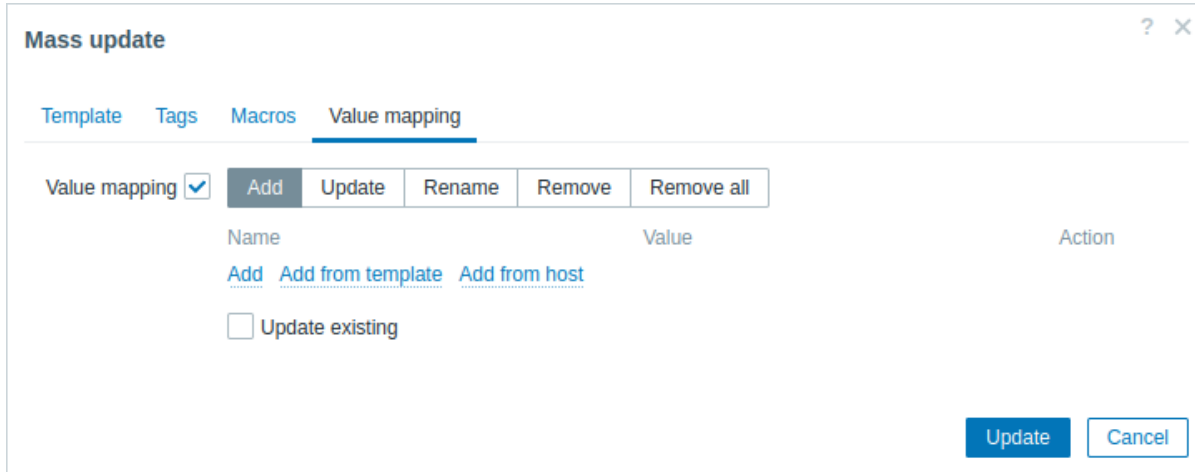 Mass update ? ×
Template Tags Macros Value mapping
Value mapping Add Update Rename Remove Remove all
Name Value Action
Add Add from template Add from host
Update existing
Update Cancel